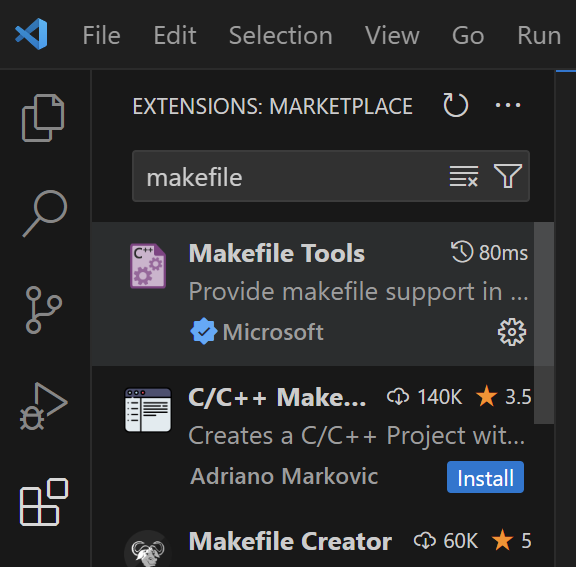 File Edit Selection View Go Run
EXTENSIONS: MARKETPLACE
makefile
C++
Makefile Tools 80ms
Provide makefile support in ...
Microsoft
C/C++ Make... 140K 3.5
Creates a C/C++ Project wit...
Adriano Markovic Install
Makefile Creator 60K 5